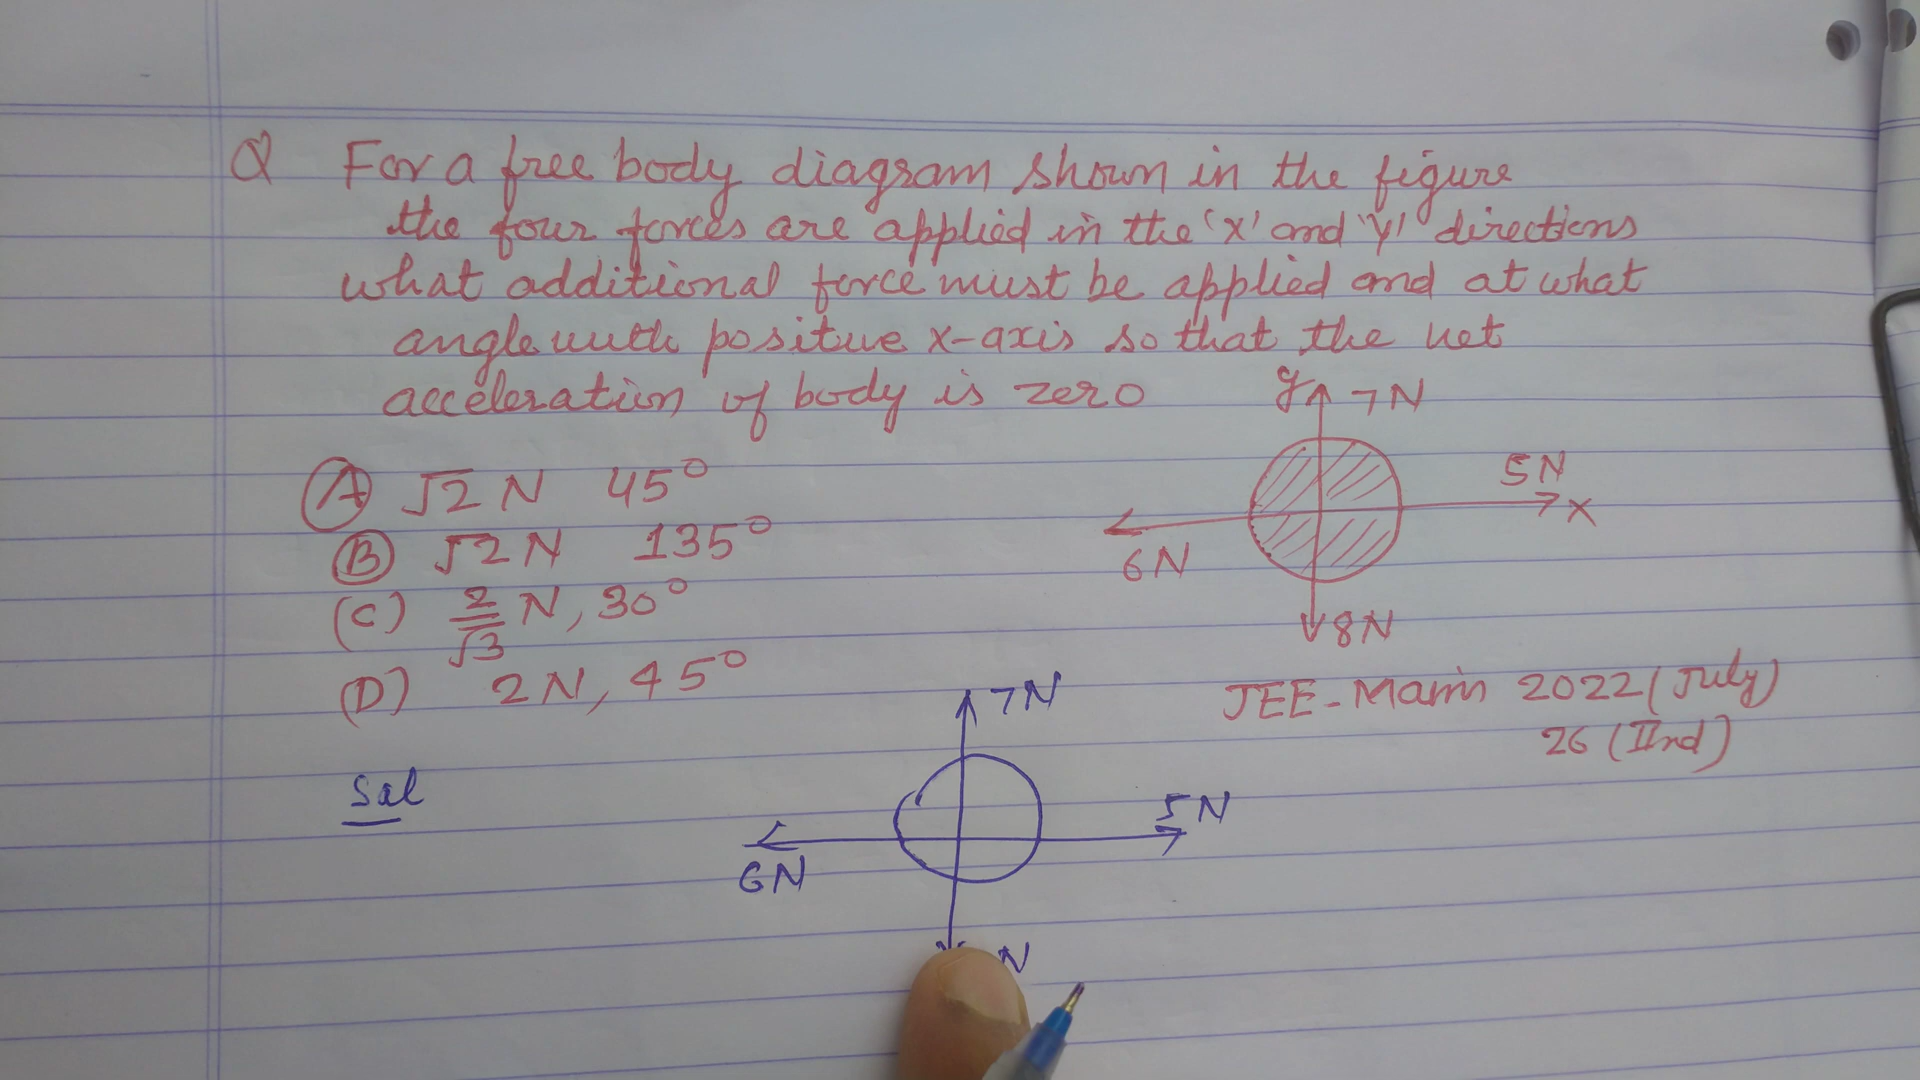 Q For a free body diagram shown in the figure
the four forces are applied in the 'X' and 'Y' directions
what additional force must be applied and at what
angle with positive x-axis so that the net
acceleration of body is zero
y 7N
5N
X
6N
8N
(A) √2 N 45°
(B) √2 N 135°
(C) 2/√3 N, 30°
(D) 2N, 45°
JEE-Main 2022 (July)
26 (IInd)
Sol
7N
5N
6N
N